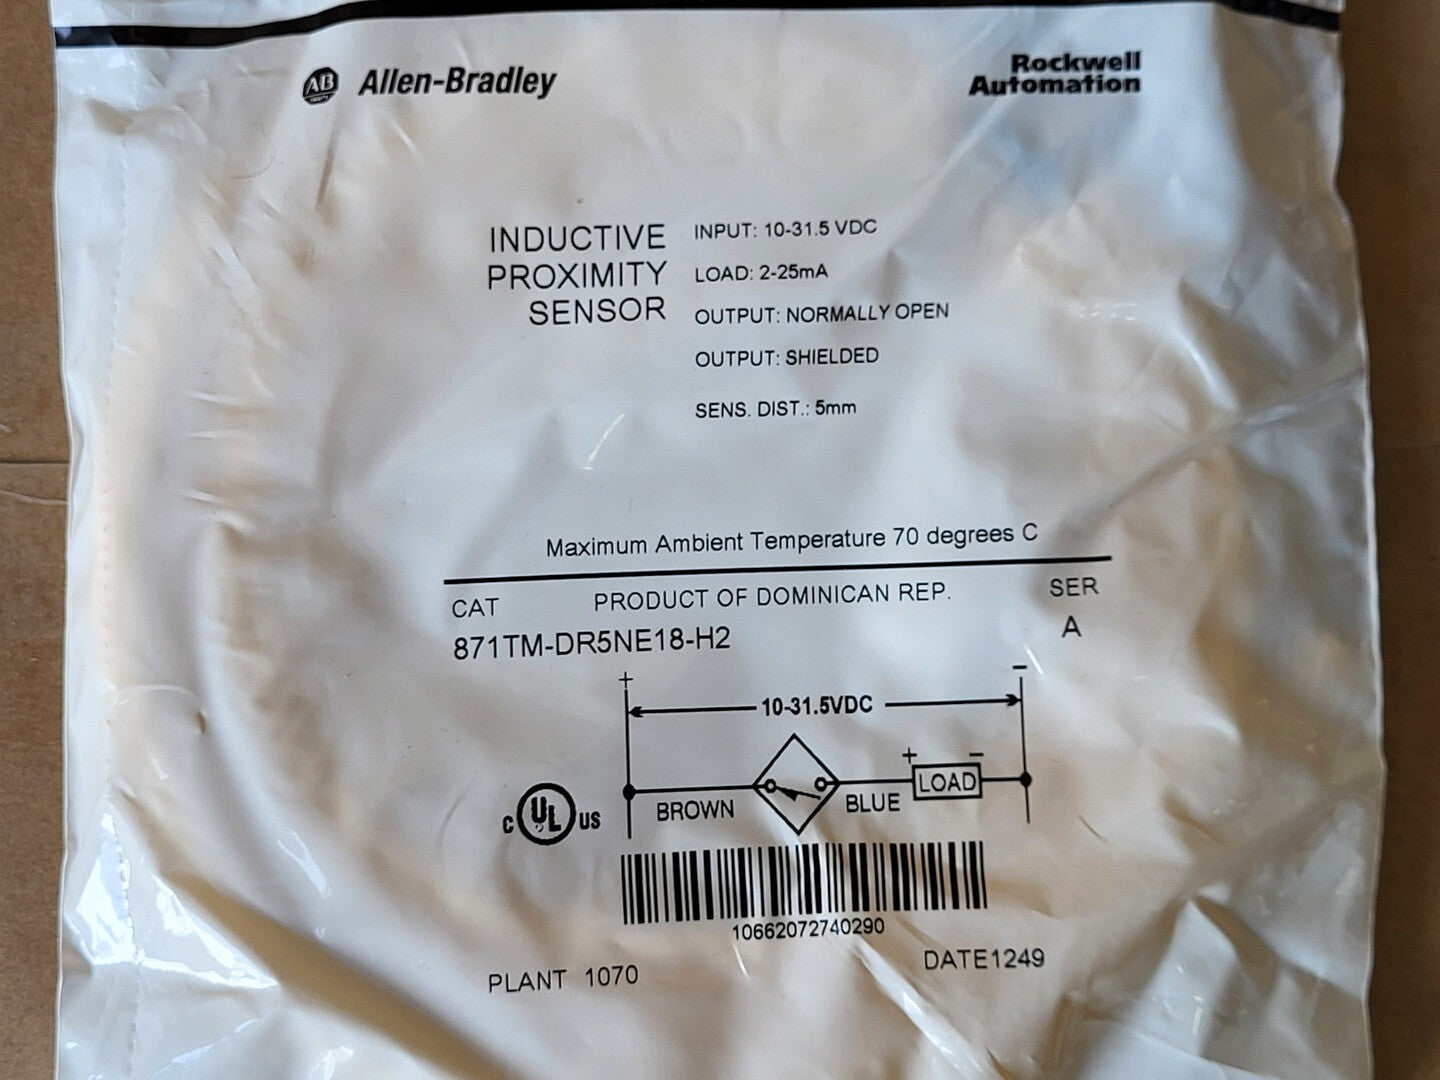 AB Allen-Bradley
Rockwell
Automation
INDUCTIVE
PROXIMITY
SENSOR
INPUT: 10-31.5 VDC
LOAD: 2-25mA
OUTPUT: NORMALLY OPEN
OUTPUT: SHIELDED
SENS. DIST.: 5mm
Maximum Ambient Temperature 70 degrees C
CAT PRODUCT OF DOMINICAN REP. SER
871TM-DR5NE18-H2 A
+ −
10-31.5VDC
+ −
BROWN BLUE LOAD
C UL US
10662072740290
PLANT 1070 DATE1249